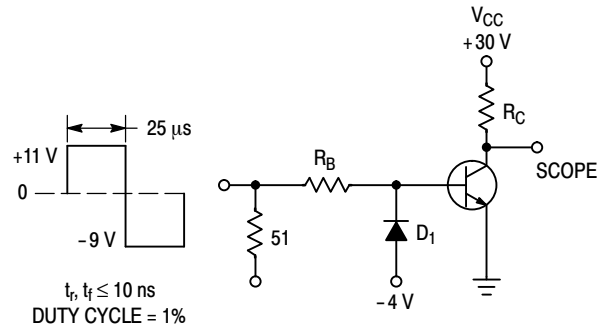 V_CC
+30 V
R_C
25 μs
+11 V
R_B
SCOPE
0
51
D_1
-9 V
-4 V
t_r, t_f ≤ 10 ns
DUTY CYCLE = 1%